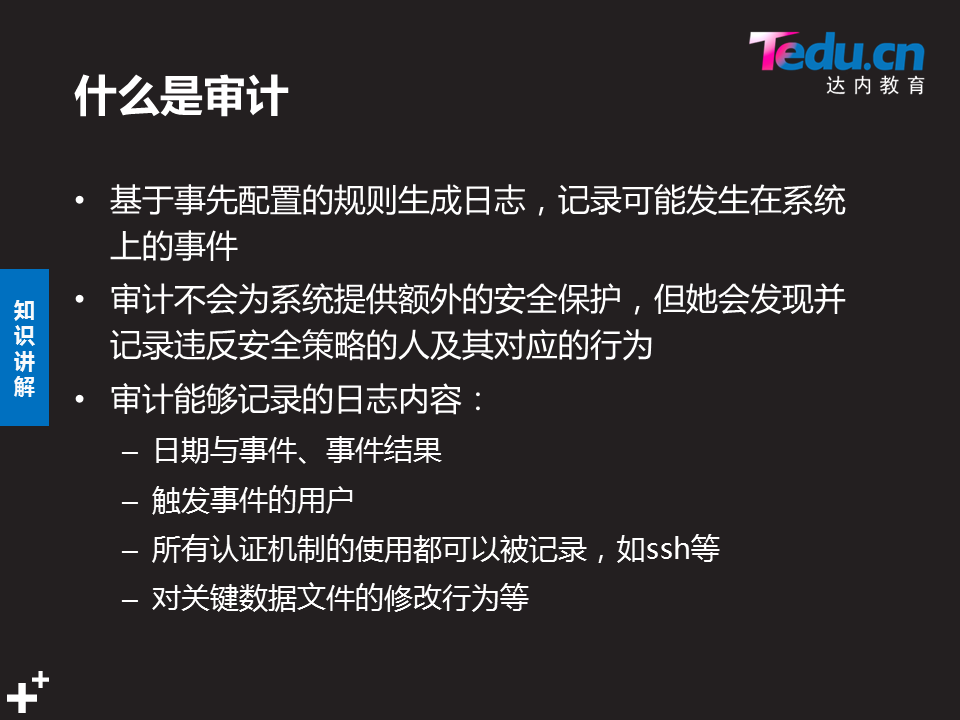 Tedu.cn
达内教育
什么是审计
• 基于事先配置的规则生成日志，记录可能发生在系统
上的事件
• 审计不会为系统提供额外的安全保护，但她会发现并
记录违反安全策略的人及其对应的行为
• 审计能够记录的日志内容：
– 日期与事件、事件结果
– 触发事件的用户
– 所有认证机制的使用都可以被记录，如ssh等
– 对关键数据文件的修改行为等
知
识
讲
解